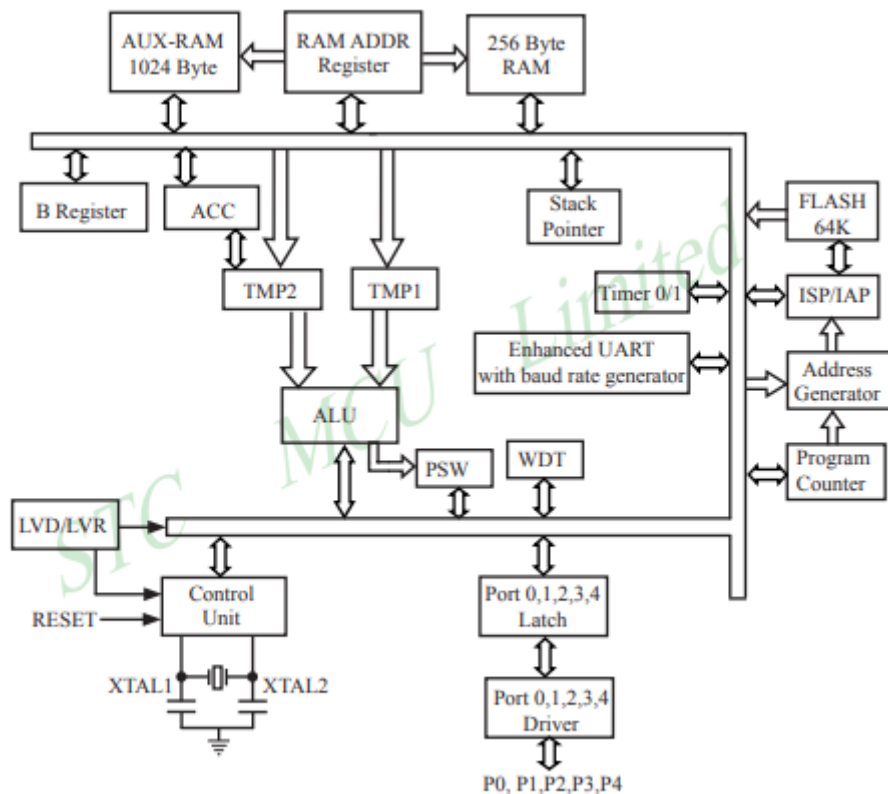 AUX-RAM
1024 Byte
RAM ADDR
Register
256 Byte
RAM
B Register
ACC
Stack
Pointer
FLASH
64K
TMP2
TMP1
Timer 0/1
ISP/IAP
Enhanced UART
with baud rate generator
Address
Generator
ALU
PSW
WDT
Program
Counter
LVD/LVR
Control
Unit
RESET
Port 0,1,2,3,4
Latch
XTAL1
XTAL2
Port 0,1,2,3,4
Driver
P0, P1,P2,P3,P4
STC MCU Limited